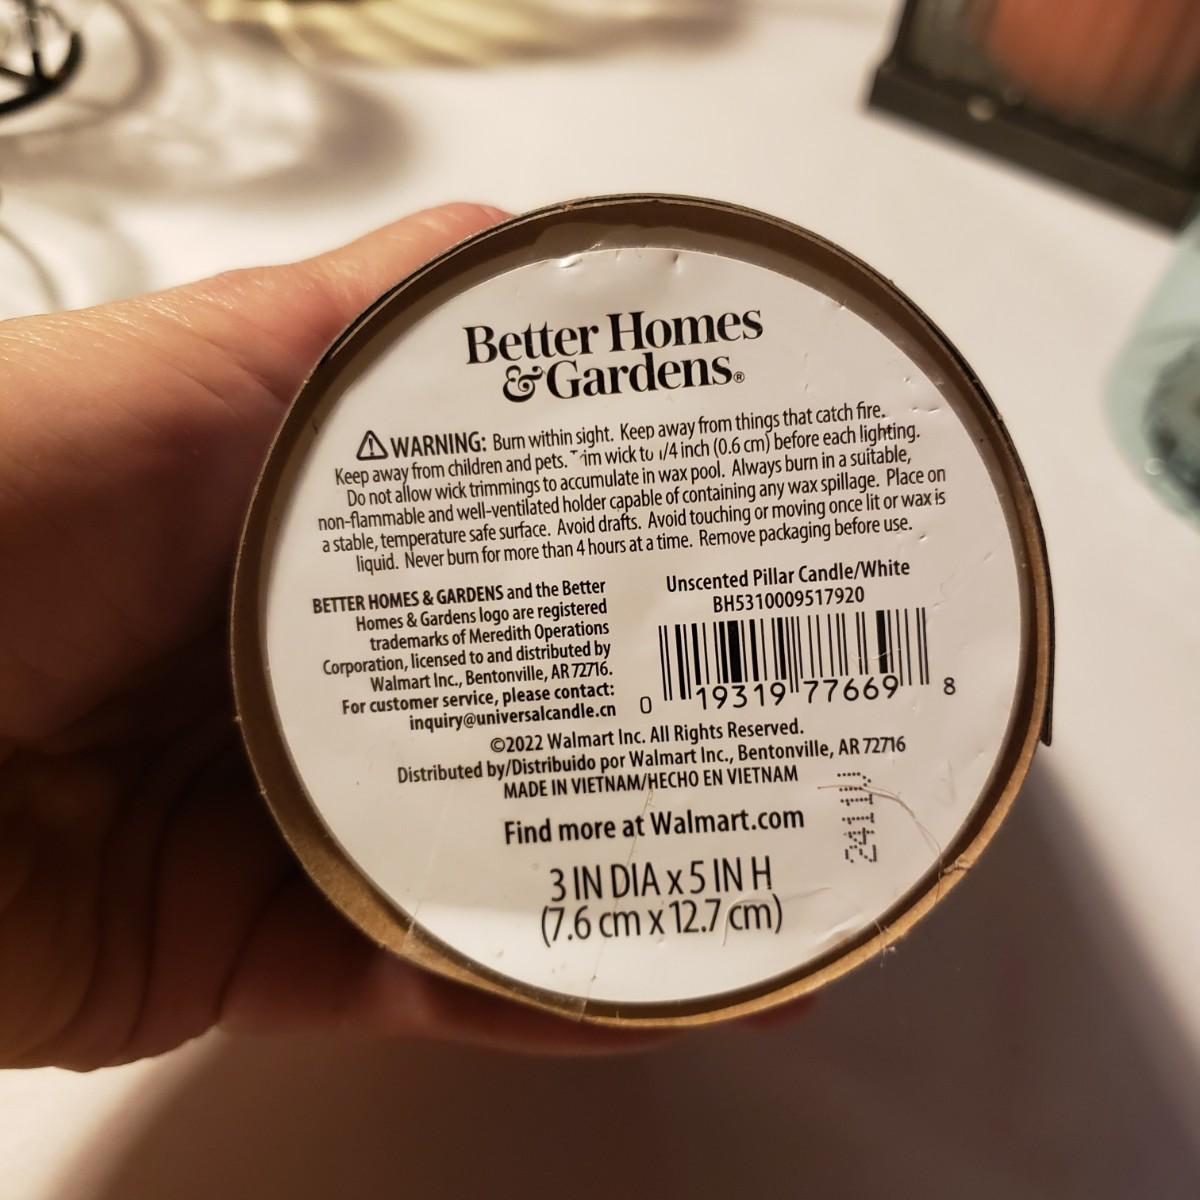 Better Homes
& Gardens®
WARNING: Burn within sight. Keep away from things that catch fire.
Keep away from children and pets. im wick to 1/4 inch (0.6 cm) before each lighting.
Do not allow wick trimmings to accumulate in wax pool. Always burn in a suitable,
non-flammable and well-ventilated holder capable of containing any wax spillage. Place on
a stable, temperature safe surface. Avoid drafts. Avoid touching or moving once lit or wax is
liquid. Never burn for more than 4 hours at a time. Remove packaging before use.
BETTER HOMES & GARDENS and the Better
Homes & Gardens logo are registered
trademarks of Meredith Operations
Corporation, licensed to and distributed by
Walmart Inc., Bentonville, AR 72716.
For customer service, please contact:
inquiry@universalcandle.cn
Unscented Pillar Candle/White
BH5310009517920
0 19319 77669 8
©2022 Walmart Inc. All Rights Reserved.
Distributed by/Distribuido por Walmart Inc., Bentonville, AR 72716
MADE IN VIETNAM/HECHO EN VIETNAM
Find more at Walmart.com
3 IN DIA x 5 IN H
(7.6 cm x 12.7 cm)